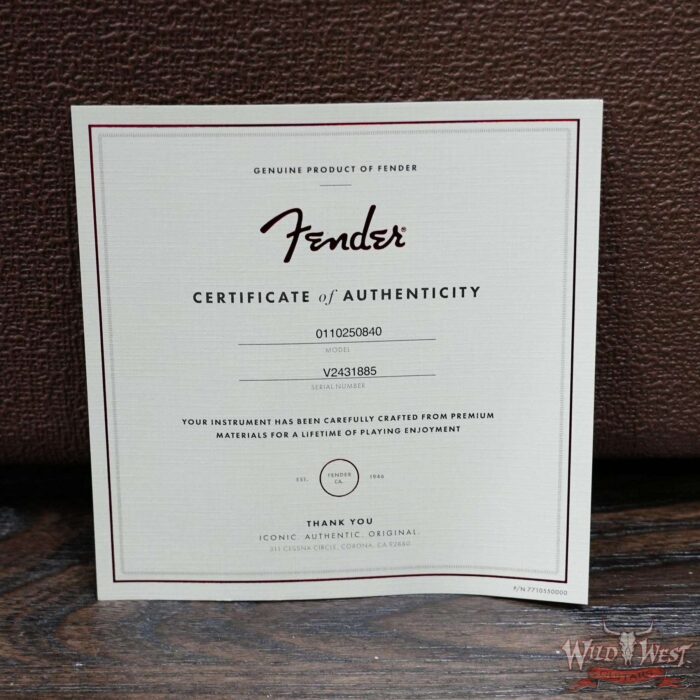 GENUINE PRODUCT OF FENDER
Fender®
CERTIFICATE of AUTHENTICITY
0110250840
MODEL
V2431885
SERIAL NUMBER
YOUR INSTRUMENT HAS BEEN CAREFULLY CRAFTED FROM PREMIUM
MATERIALS FOR A LIFETIME OF PLAYING ENJOYMENT
EST. FENDER CA. 1946
THANK YOU
ICONIC. AUTHENTIC. ORIGINAL.
311 CESSNA CIRCLE, CORONA, CA 92880
P/N 7710550000
WILD WEST
GUITARS